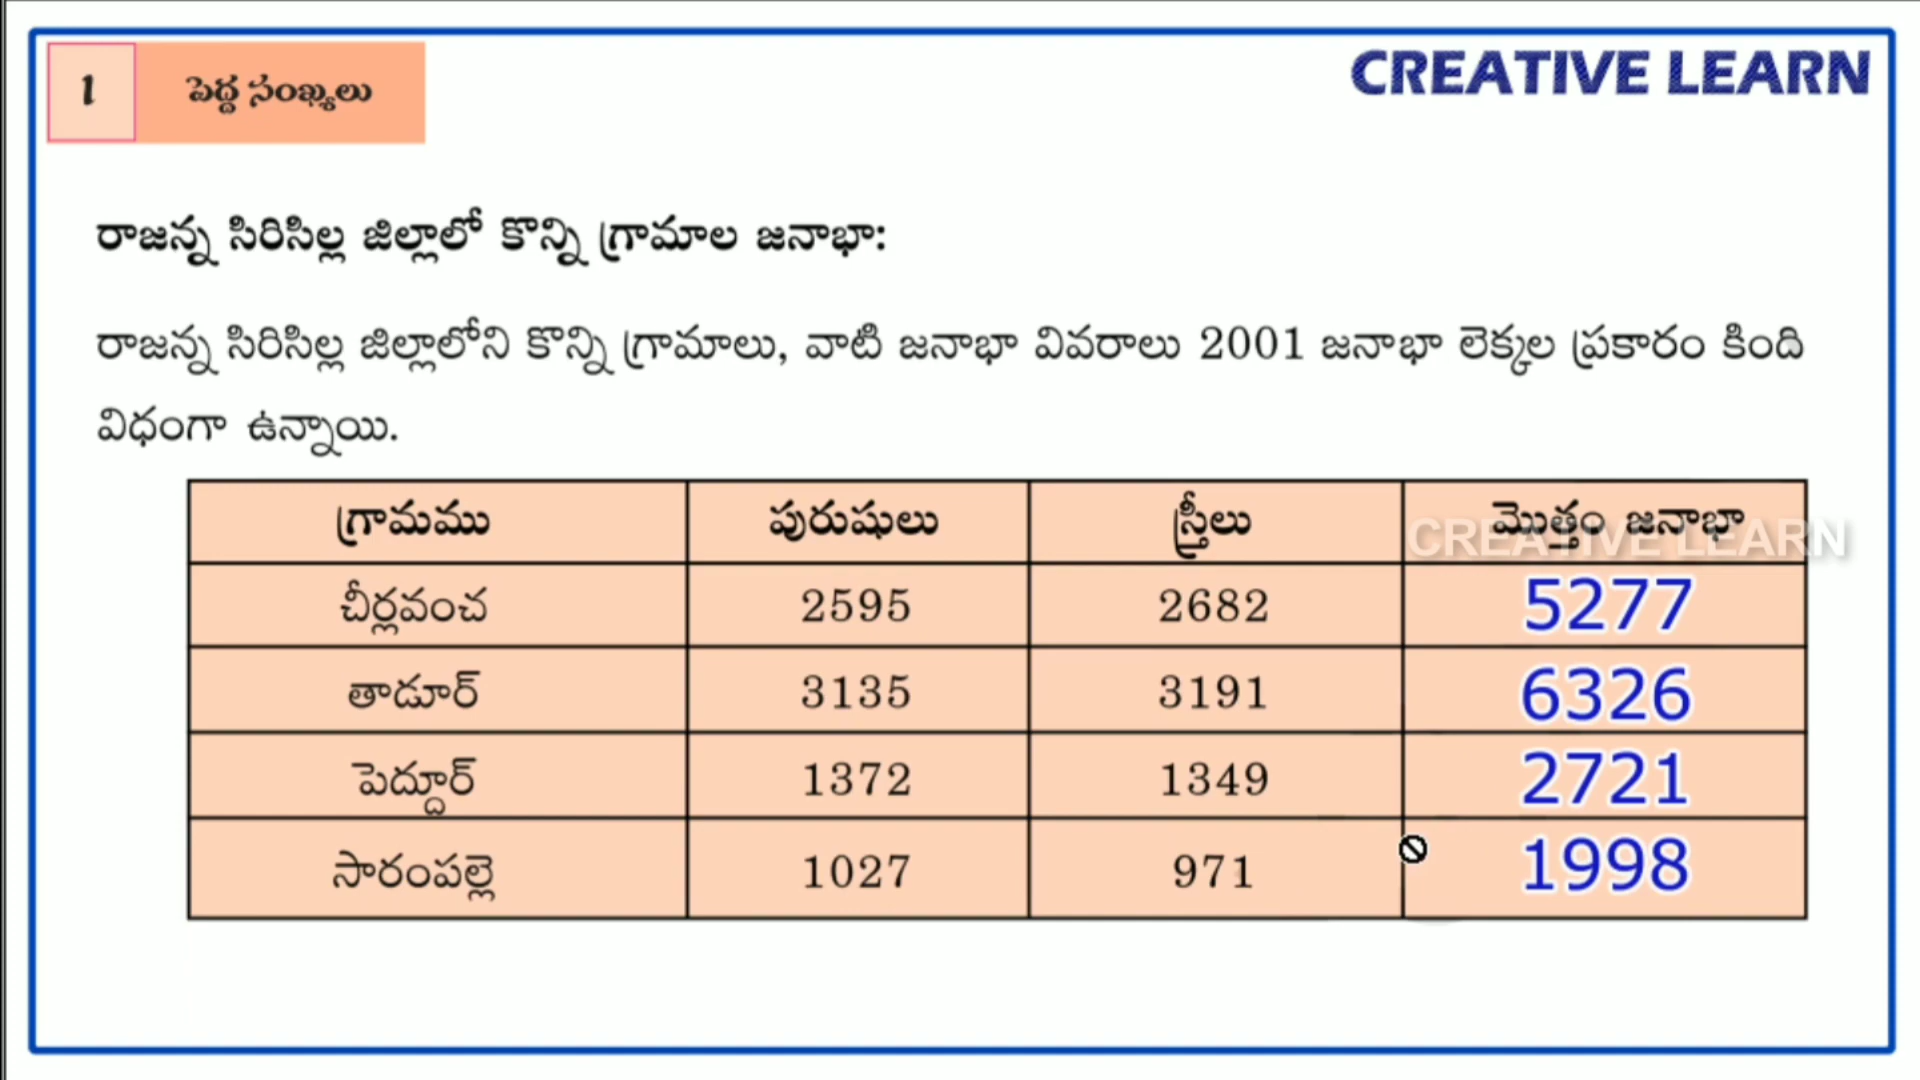 1 పెద్ద సంఖ్యలు
CREATIVE LEARN
రాజన్న సిరిసిల్ల జిల్లాలో కొన్ని గ్రామాల జనాభా:
రాజన్న సిరిసిల్ల జిల్లాలోని కొన్ని గ్రామాలు, వాటి జనాభా వివరాలు 2001 జనాభా లెక్కల ప్రకారం కింది
విధంగా ఉన్నాయి.
గ్రామము పురుషులు స్త్రీలు మొత్తం జనాభా
CREATIVE LEARN
చీర్లవంచ 2595 2682 5277
తాడూర్ 3135 3191 6326
పెద్దూర్ 1372 1349 2721
సారంపల్లె 1027 971 1998